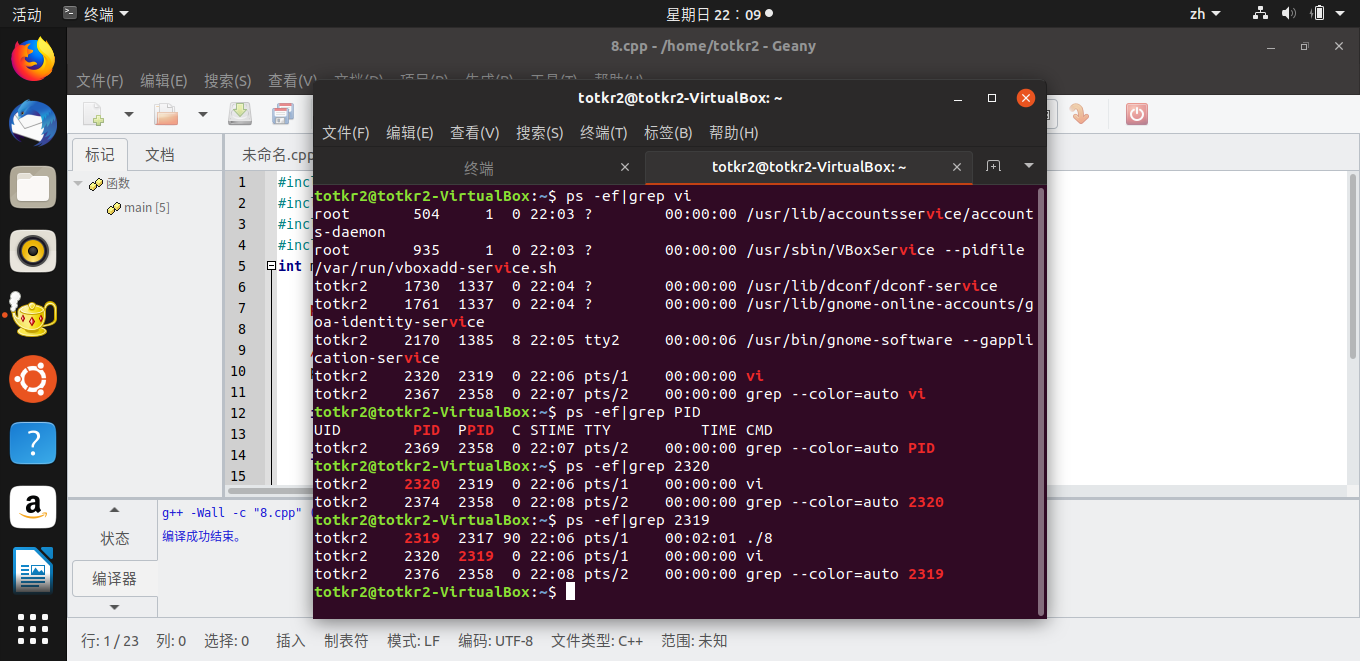 活动 终端 星期日 22：09 zh
8.cpp - /home/totkr2 - Geany
文件(F) 编辑(E) 搜索(S) 查看(V) 文档(D) 项目(P) 生成(B) 工具(T) 帮助(H)
totkr2@totkr2-VirtualBox: ~
文件(F) 编辑(E) 查看(V) 搜索(S) 终端(T) 标签(B) 帮助(H)
标记 文档 未命名.cpp
终端 totkr2@totkr2-VirtualBox: ~
函数
main [5]
1 #incl
2 #incl
3 #incl
4 #incl
5 int
6
7
8
9
10
11
12
13
14
15
totkr2@totkr2-VirtualBox:~$ ps -ef|grep vi
root 504 1 0 22:03 ? 00:00:00 /usr/lib/accountsservice/account
s-daemon
root 935 1 0 22:03 ? 00:00:00 /usr/sbin/VBoxService --pidfile
/var/run/vboxadd-service.sh
totkr2 1730 1337 0 22:04 ? 00:00:00 /usr/lib/dconf/dconf-service
totkr2 1761 1337 0 22:04 ? 00:00:00 /usr/lib/gnome-online-accounts/g
oa-identity-service
totkr2 2170 1385 8 22:05 tty2 00:00:06 /usr/bin/gnome-software --gappli
cation-service
totkr2 2320 2319 0 22:06 pts/1 00:00:00 vi
totkr2 2367 2358 0 22:07 pts/2 00:00:00 grep --color=auto vi
totkr2@totkr2-VirtualBox:~$ ps -ef|grep PID
UID PID PPID C STIME TTY TIME CMD
totkr2 2369 2358 0 22:07 pts/2 00:00:00 grep --color=auto PID
totkr2@totkr2-VirtualBox:~$ ps -ef|grep 2320
totkr2 2320 2319 0 22:06 pts/1 00:00:00 vi
totkr2 2374 2358 0 22:08 pts/2 00:00:00 grep --color=auto 2320
totkr2@totkr2-VirtualBox:~$ ps -ef|grep 2319
totkr2 2319 2317 90 22:06 pts/1 00:02:01 ./8
totkr2 2320 2319 0 22:06 pts/1 00:00:00 vi
totkr2 2376 2358 0 22:08 pts/2 00:00:00 grep --color=auto 2319
totkr2@totkr2-VirtualBox:~$
状态
编译器
g++ -Wall -c "8.cpp"
编译成功结束。
行: 1 / 23 列: 0 选择: 0 插入 制表符 模式: LF 编码: UTF-8 文件类型: C++ 范围: 未知